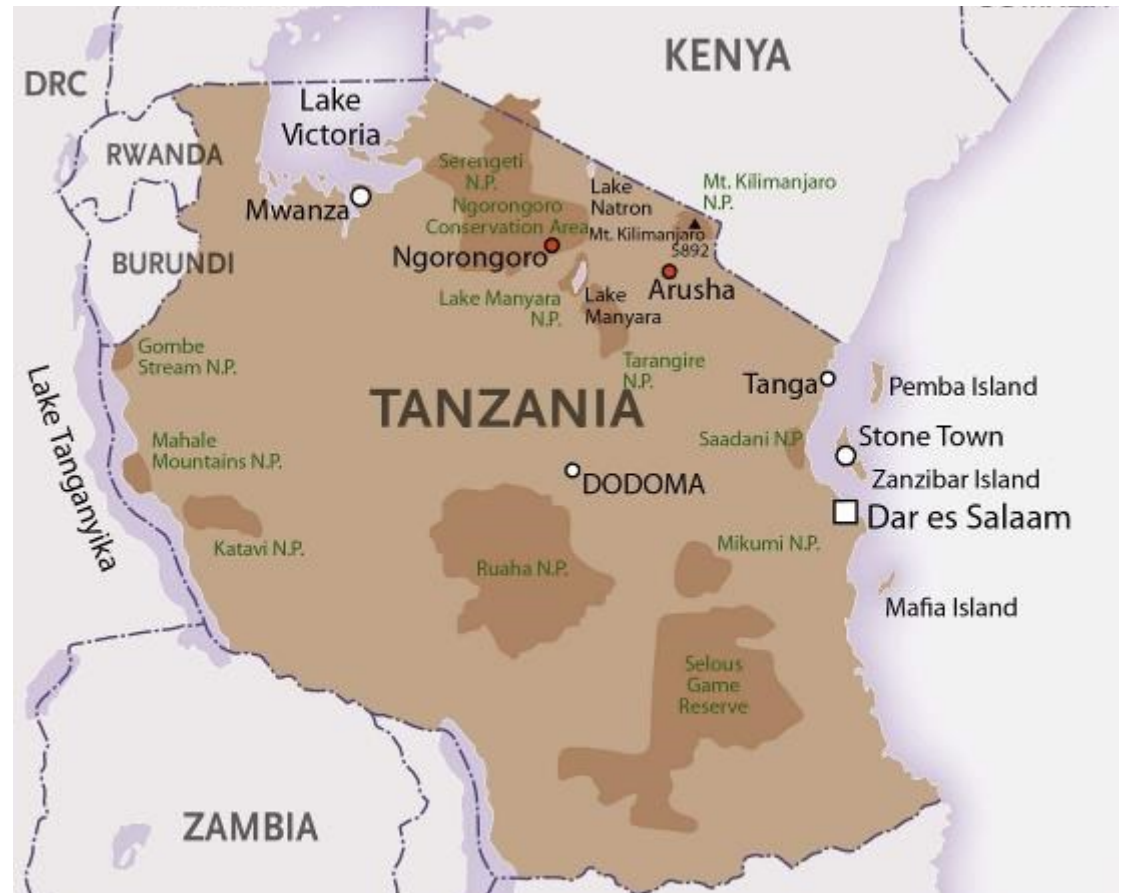 KENYA
DRC
Lake
Victoria
RWANDA
Serengeti
N.P.
Lake
Natron
Mt. Kilimanjaro
N.P.
Mwanza
Ngorongoro
Conservation Area
Mt. Kilimanjaro
5892
BURUNDI
Ngorongoro
Arusha
Lake Manyara
N.P.
Lake
Manyara
Gombe
Stream N.P.
Tarangire
N.P.
Lake Tanganyika
TANZANIA
Tanga
Pemba Island
Mahale
Mountains N.P.
Saadani N.P
Stone Town
Zanzibar Island
DODOMA
Dar es Salaam
Katavi N.P.
Ruaha N.P.
Mikumi N.P.
Mafia Island
Selous
Game
Reserve
ZAMBIA